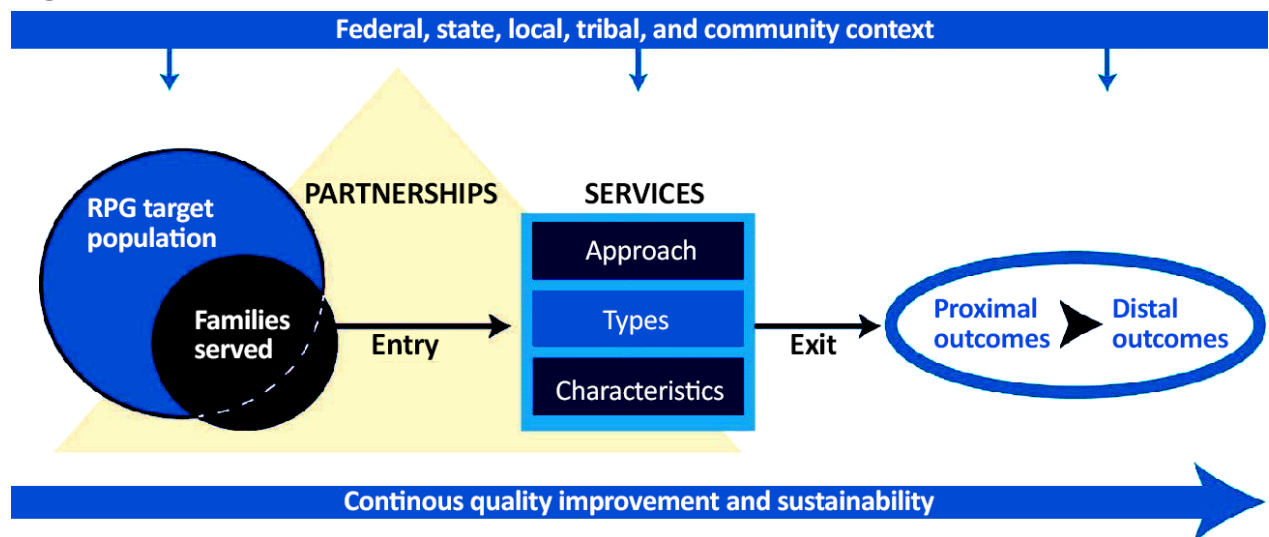 Federal, state, local, tribal, and community context
RPG target
population
PARTNERSHIPS
SERVICES
Approach
Types
Characteristics
Families
served
Entry
Exit
Proximal
outcomes
Distal
outcomes
Continous quality improvement and sustainability